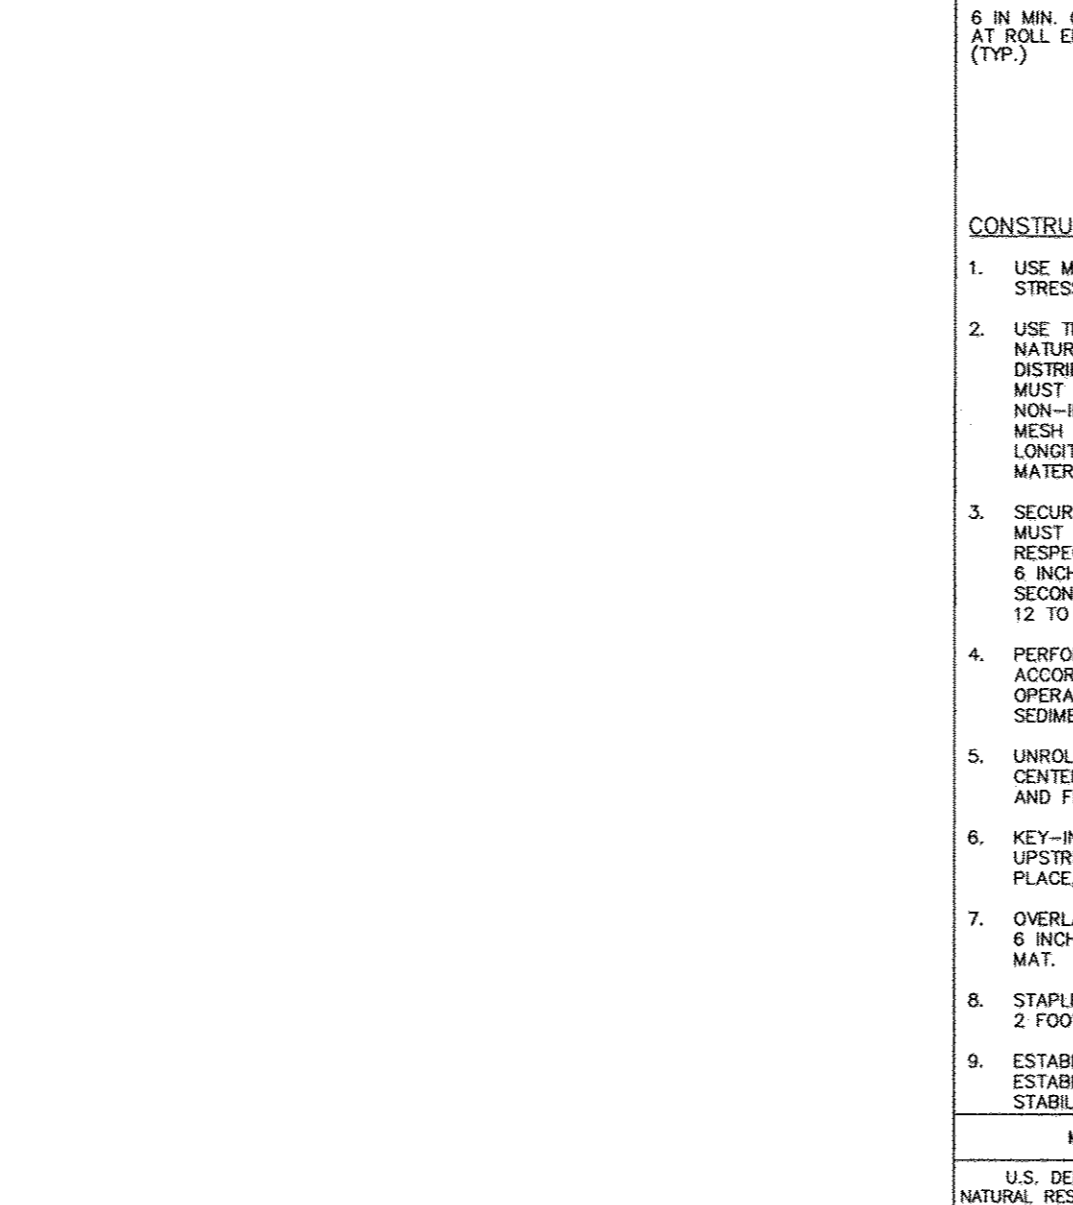 6 IN MIN.
AT ROLL
(TYP.)
CONSTRU
1. USE M
STRES
2. USE
NATUR
DISTRI
MUST
NON-I
MESH
LONGIT
MATER
3. SECUR
MUST
RESPE
6 INCH
SECON
12 TO
4. PERFO
ACCOR
OPERA
SEDIME
5. UNROL
CENTE
AND F
6. KEY-IN
UPSTR
PLACE,
7. OVERL
6 INCH
MAT.
8. STAPL
2 FOO
9. ESTAB
ESTAB
STABIL
U.S. DE
NATURAL RES